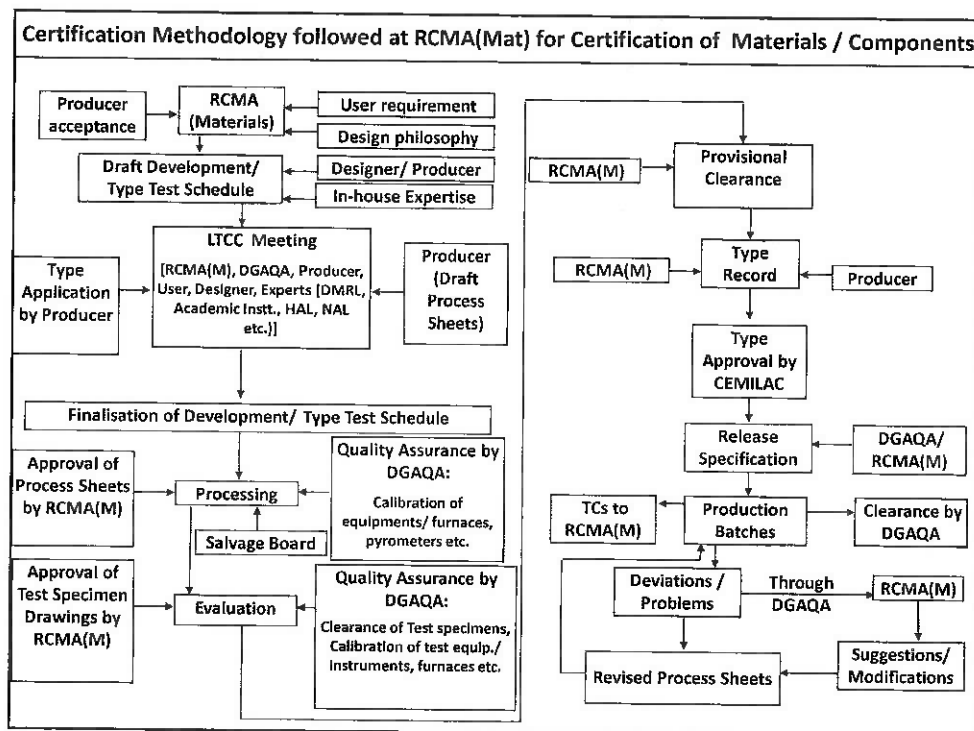 Certification Methodology followed at RCMA(Mat) for Certification of Materials / Components
Producer
acceptance
RCMA
(Materials)
User requirement
Design philosophy
Draft Development/
Type Test Schedule
Designer/ Producer
In-house Expertise
LTCC Meeting
[RCMA(M), DGAQA, Producer,
User, Designer, Experts [DMRL,
Academic Instt., HAL, NAL
etc.)]
Type
Application
by Producer
Producer
(Draft
Process
Sheets)
Finalisation of Development/ Type Test Schedule
Approval of
Process Sheets
by RCMA(M)
Processing
Salvage Board
Quality Assurance by
DGAQA:
Calibration of
equipments/ furnaces,
pyrometers etc.
Approval of
Test Specimen
Drawings by
RCMA(M)
Evaluation
Quality Assurance by
DGAQA:
Clearance of Test specimens,
Calibration of test equip./
Instruments, furnaces etc.
RCMA(M)
Provisional
Clearance
RCMA(M)
Type
Record
Producer
Type
Approval by
CEMILAC
Release
Specification
DGAQA/
RCMA(M)
TCs to
RCMA(M)
Production
Batches
Clearance by
DGAQA
Deviations /
Problems
Through
DGAQA
RCMA(M)
Revised Process Sheets
Suggestions/
Modifications